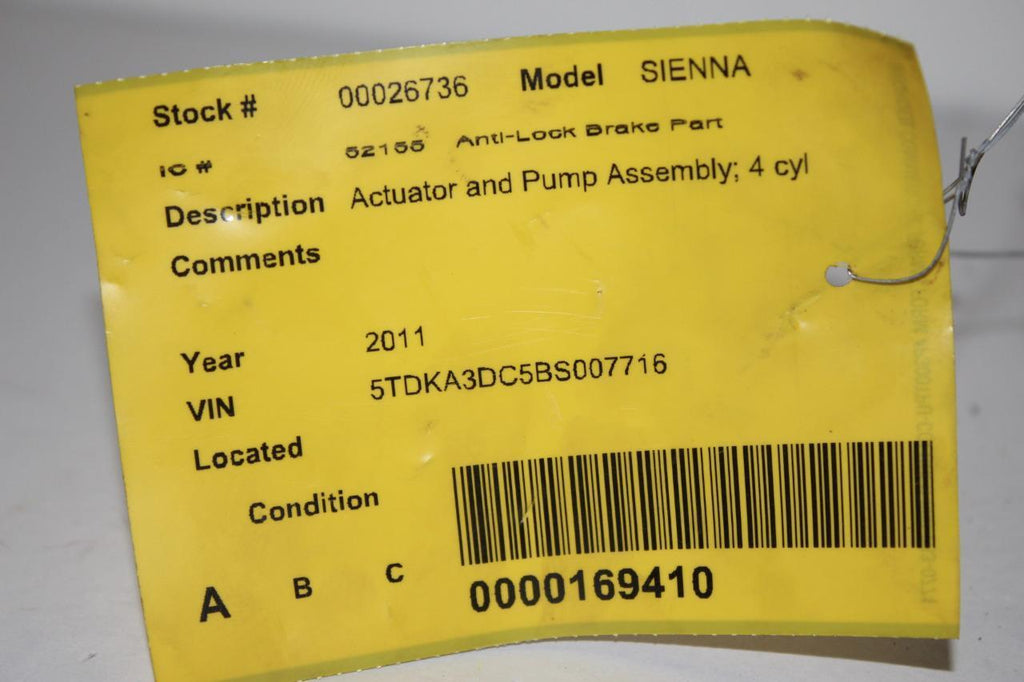 Stock # 00026736 Model SIENNA
IC # 52155 Anti-Lock Brake Part
Description Actuator and Pump Assembly; 4 cyl
Comments
Year 2011
VIN 5TDKA3DC5BS007716
Located
Condition
A B C
0000169410